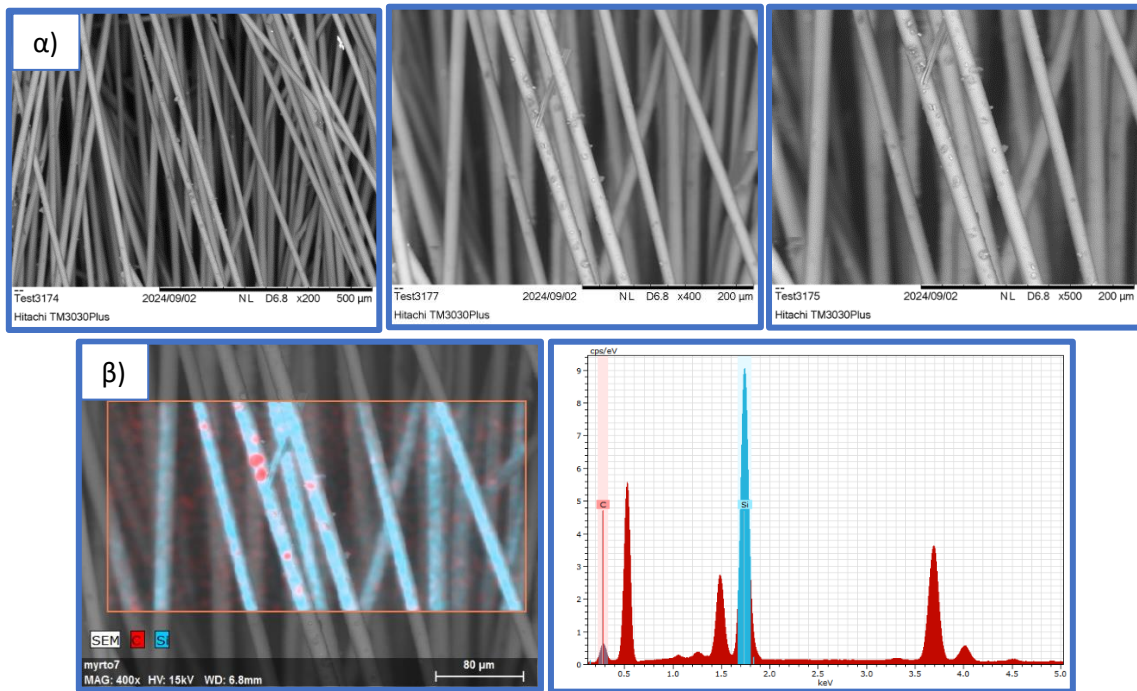 α)
Test3174 2024/09/02 NL D6.8 x200 500 µm
Hitachi TM3030Plus
Test3177 2024/09/02 NL D6.8 x400 200 µm
Hitachi TM3030Plus
Test3175 2024/09/02 NL D6.8 x500 200 µm
Hitachi TM3030Plus
β)
SEM C Si
myrto7
MAG: 400x HV: 15kV WD: 6.8mm 80 µm
cps/eV
9
8
7
6
5
C Si
4
3
2
1
0
0.5 1.0 1.5 2.0 2.5 3.0 3.5 4.0 4.5 5.0
keV